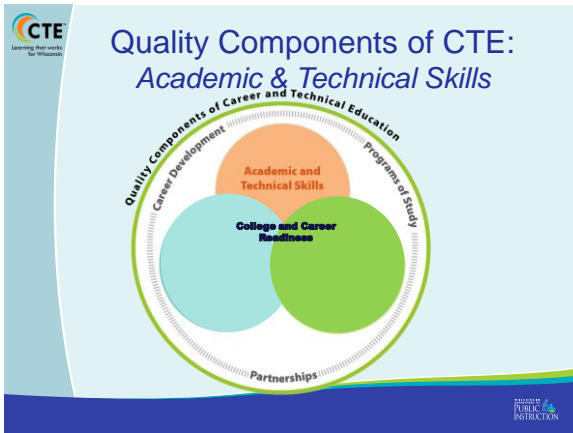 CTE
Learning that works
for Wisconsin
Quality Components of CTE:
Academic & Technical Skills
Quality Components of Career and Technical Education
Career Development
Programs of Study
Academic and
Technical Skills
College and Career
Readiness
Partnerships
PUBLIC
INSTRUCTION